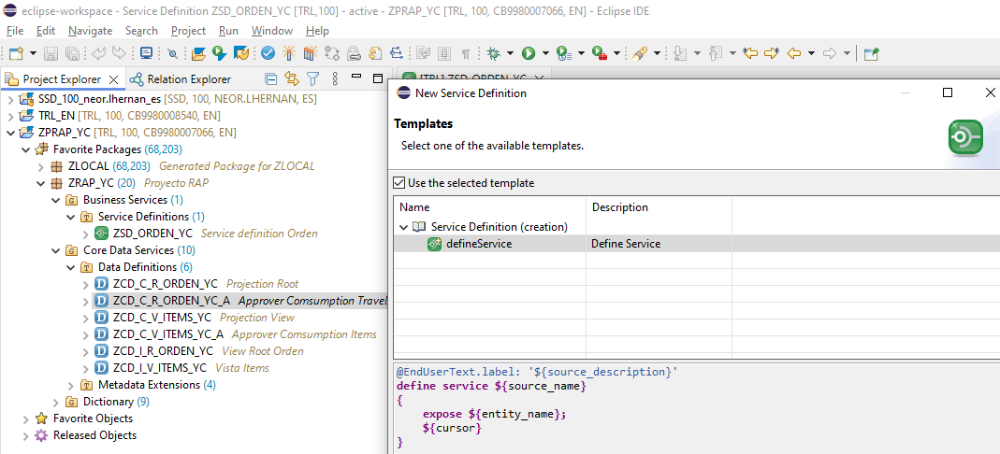 eclipse-workspace - Service Definition ZSD_ORDEN_YC [TRL,100] - active - ZPRAP_YC [TRL, 100, CB9980007066, EN] - Eclipse IDE
File Edit Navigate Search Project Run Window Help
Project Explorer Relation Explorer
SSD_100_neor.lhernan_es [SSD, 100, NEOR.LHERNAN, ES]
TRL_EN [TRL, 100, CB9980008540, EN]
ZPRAP_YC [TRL, 100, CB9980007066, EN]
Favorite Packages (68,203)
ZLOCAL (68,203) Generated Package for ZLOCAL
ZRAP_YC (20) Proyecto RAP
Business Services (1)
Service Definitions (1)
ZSD_ORDEN_YC Service definition Orden
Core Data Services (10)
Data Definitions (6)
ZCD_C_R_ORDEN_YC Projection Root
ZCD_C_R_ORDEN_YC_A Approver Comsumption Travel
ZCD_C_V_ITEMS_YC Projection View
ZCD_C_V_ITEMS_YC_A Approver Comsumption Items
ZCD_I_R_ORDEN_YC View Root Orden
ZCD_I_V_ITEMS_YC Vista Items
Metadata Extensions (4)
Dictionary (9)
Favorite Objects
Released Objects
[TRL] ZSD_ORDEN_YC
New Service Definition
Templates
Select one of the available templates.
Use the selected template
Name Description
Service Definition (creation)
defineService Define Service
@EndUserText.label: '${source_description}'
define service ${source_name}
{
expose ${entity_name};
${cursor}
}